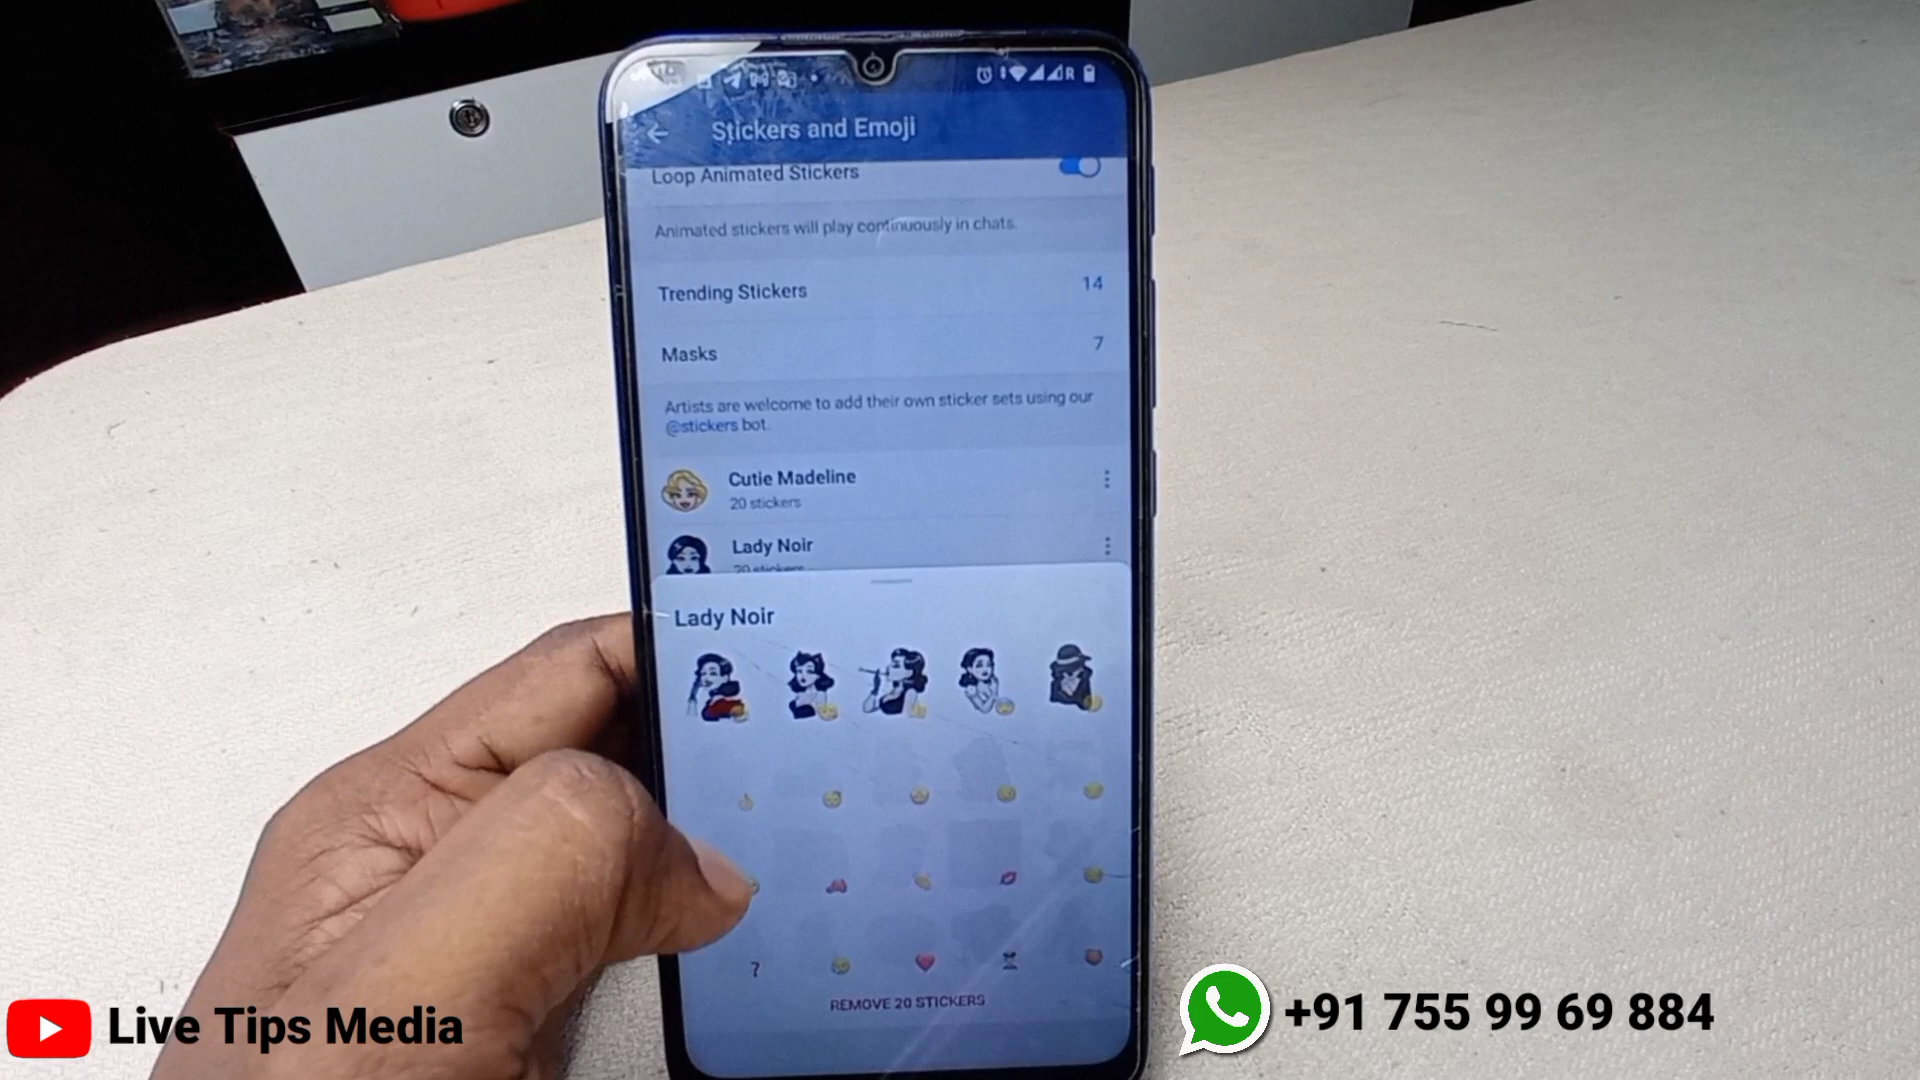 Stickers and Emoji
Loop Animated Stickers
Animated stickers will play continuously in chats.
Trending Stickers 14
Masks 7
Artists are welcome to add their own sticker sets using our
@stickers bot.
Cutie Madeline
20 stickers
Lady Noir
20 stickers
Lady Noir
?
REMOVE 20 STICKERS
Live Tips Media
+91 755 99 69 884